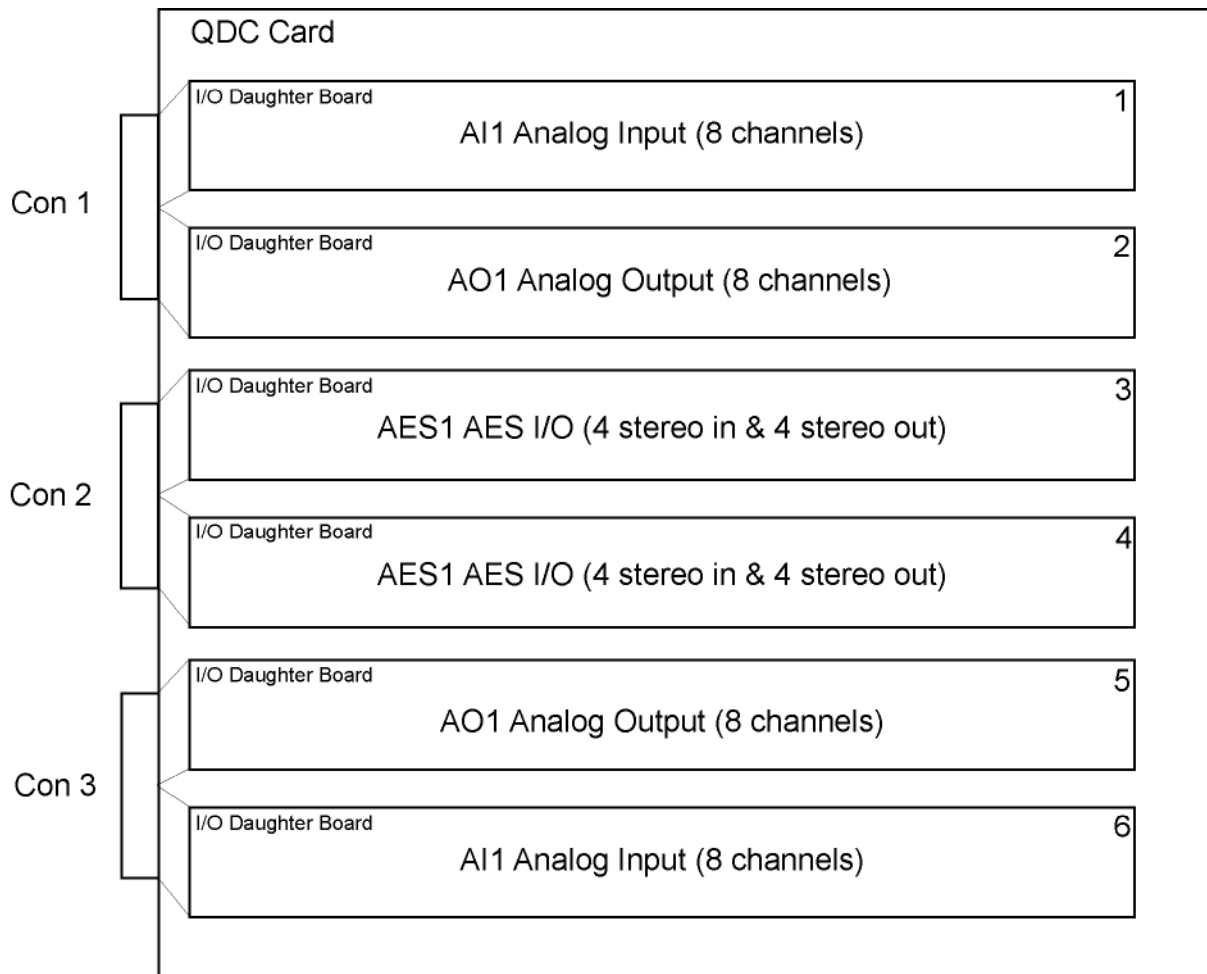 QDC Card
I/O Daughter Board
1
AI1 Analog Input (8 channels)
Con 1
I/O Daughter Board
2
AO1 Analog Output (8 channels)
I/O Daughter Board
3
AES1 AES I/O (4 stereo in & 4 stereo out)
Con 2
I/O Daughter Board
4
AES1 AES I/O (4 stereo in & 4 stereo out)
I/O Daughter Board
5
AO1 Analog Output (8 channels)
Con 3
I/O Daughter Board
6
AI1 Analog Input (8 channels)